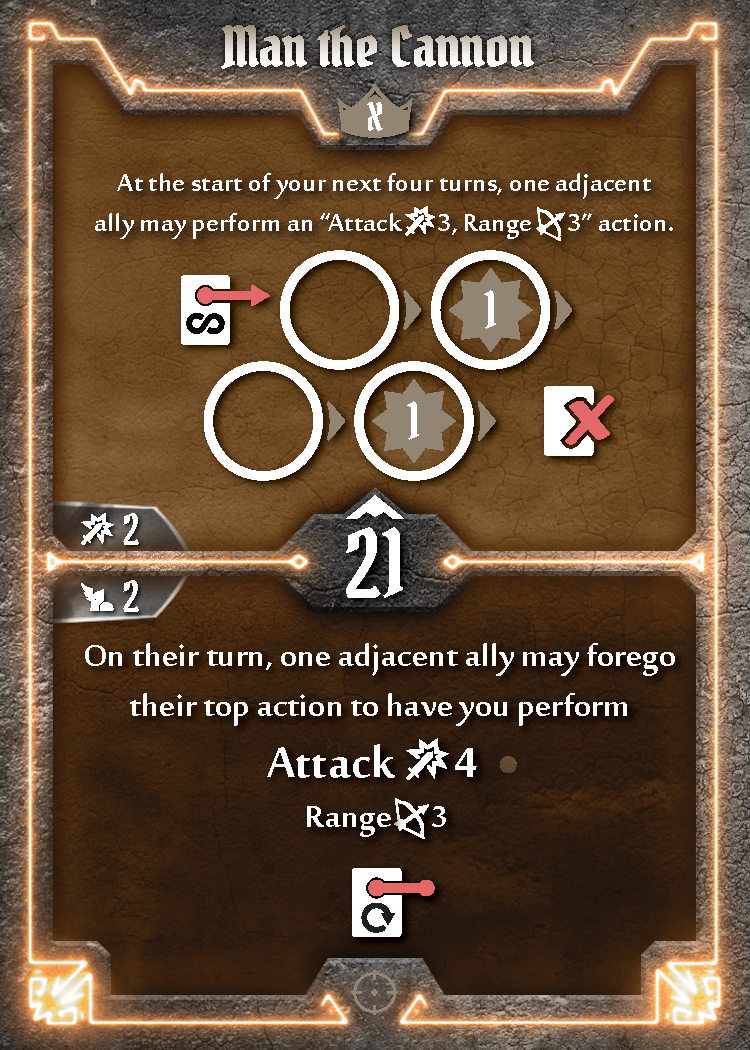 Man the Cannon
X
At the start of your next four turns, one adjacent
ally may perform an “Attack 3, Range 3” action.
1
1
2
21
2
On their turn, one adjacent ally may forego
their top action to have you perform
Attack 4
Range 3